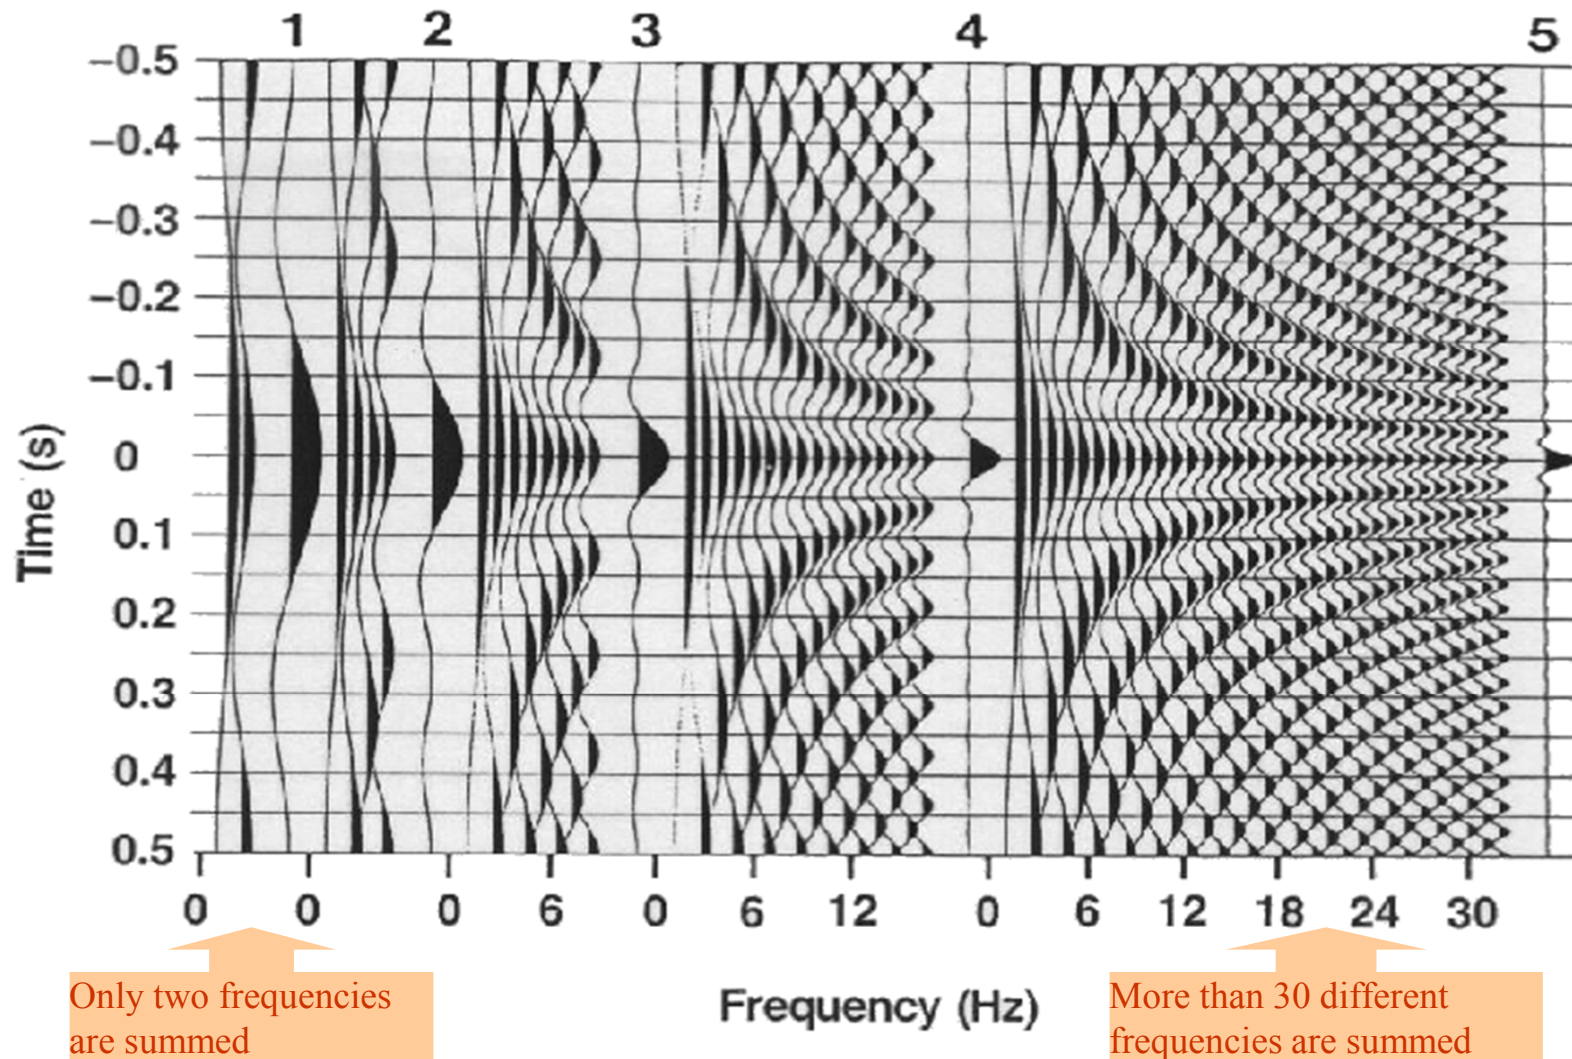 1 2 3 4 5
−0.5
−0.4
−0.3
−0.2
−0.1
0
0.1
0.2
0.3
0.4
0.5
Time (s)
0 0 0 6 0 6 12 0 6 12 18 24 30
Frequency (Hz)
Only two frequencies
are summed
More than 30 different
frequencies are summed